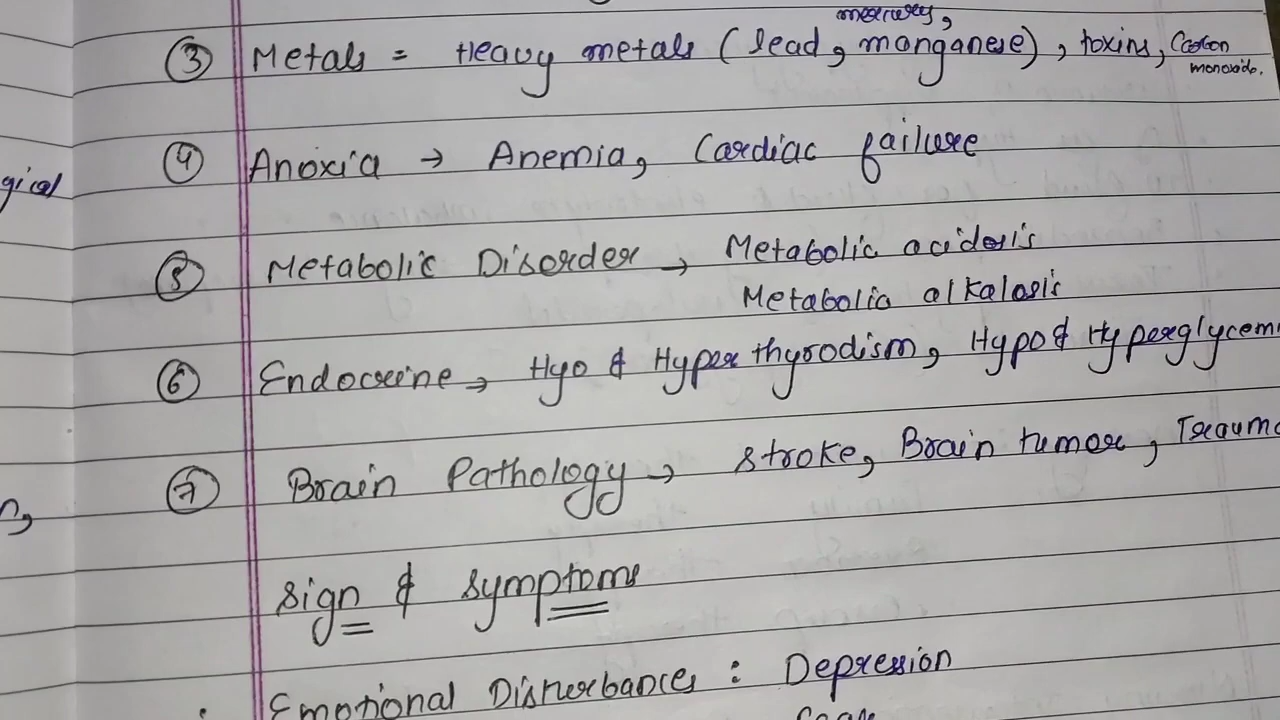 mercury,
③ Metals = Heavy metals (lead, manganese), toxins, Carbon
monoxide.
④ Anoxia → Anemia, Cardiac failure
gical
⑤ Metabolic Disorder → Metabolic acidosis
Metabolic alkalosis
⑥ Endocrine → Hyo & Hyper thyrodism, Hypo & Hyperglycemi
⑦ Brain Pathology → stroke, Brain tumor, Trauma
sign & symptoms
Emotional Disturbances : Depression